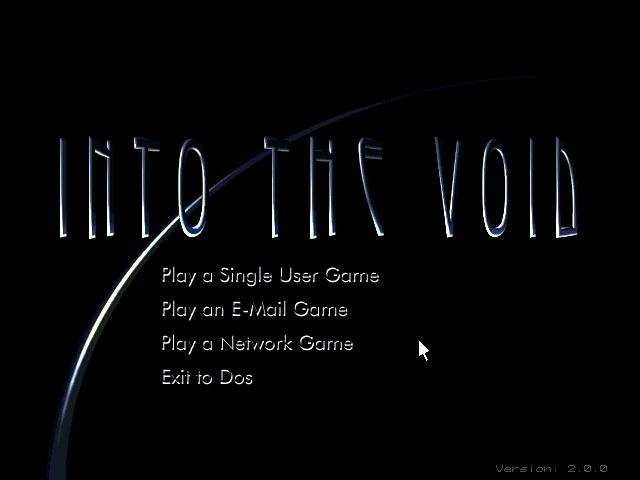 INTO THE VOID
Play a Single User Game
Play an E-Mail Game
Play a Network Game
Exit to Dos
Version: 2.0.0